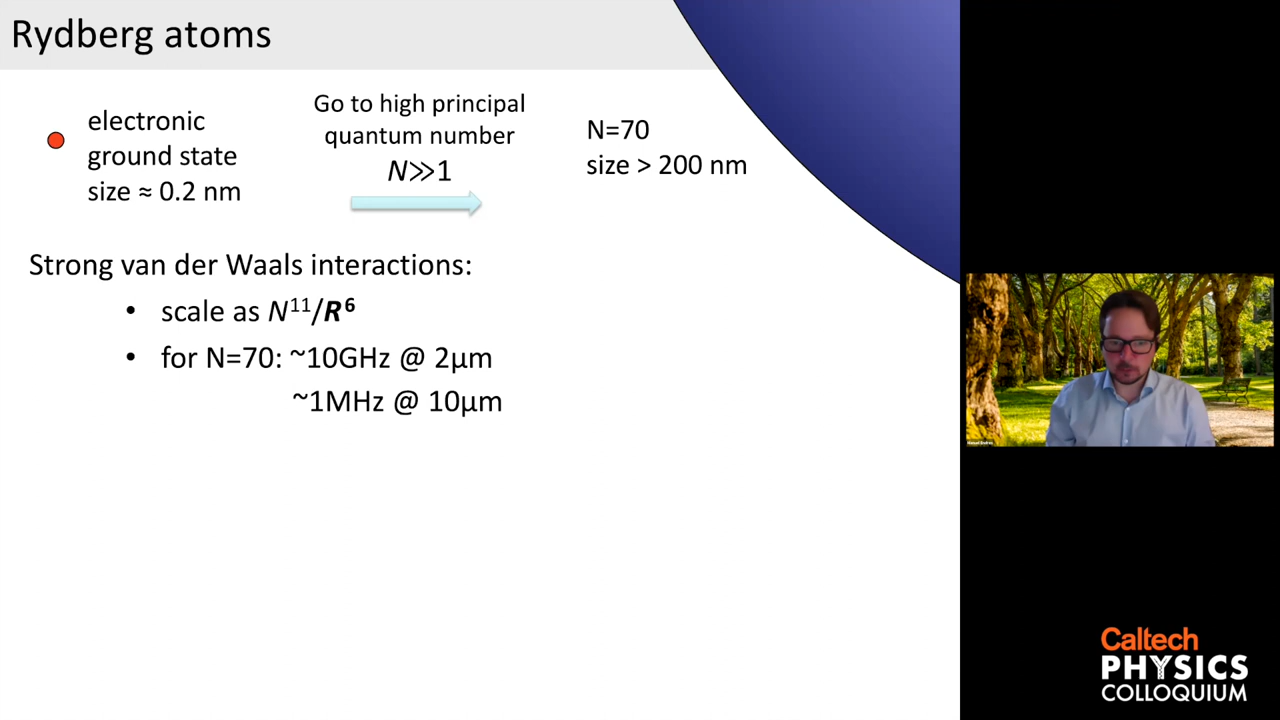 Rydberg atoms
electronic
ground state
size ≈ 0.2 nm
Go to high principal
quantum number
N≫1
N=70
size > 200 nm
Strong van der Waals interactions:
• scale as N¹¹/R⁶
• for N=70: ~10GHz @ 2μm
~1MHz @ 10μm
Caltech
PHYSICS
COLLOQUIUM